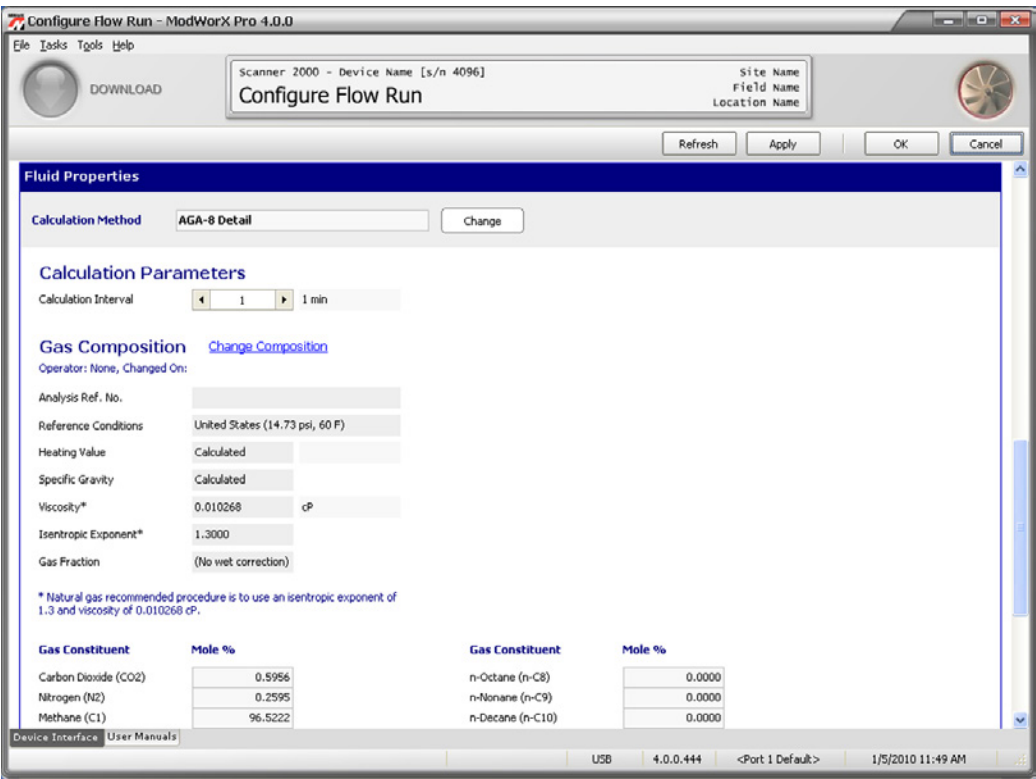 Configure Flow Run - ModWorX Pro 4.0.0
File Tasks Tools Help
DOWNLOAD
Scanner 2000 - Device Name [s/n 4096]
Configure Flow Run
Site Name
Field Name
Location Name
Refresh Apply OK Cancel
Fluid Properties
Calculation Method AGA-8 Detail Change
Calculation Parameters
Calculation Interval 1 1 min
Gas Composition Change Composition
Operator: None, Changed On:
Analysis Ref. No.
Reference Conditions United States (14.73 psi, 60 F)
Heating Value Calculated
Specific Gravity Calculated
Viscosity* 0.010268 cP
Isentropic Exponent* 1.3000
Gas Fraction (No wet correction)
* Natural gas recommended procedure is to use an isentropic exponent of
1.3 and viscosity of 0.010268 cP.
Gas Constituent Mole % Gas Constituent Mole %
Carbon Dioxide (CO2) 0.5956 n-Octane (n-C8) 0.0000
Nitrogen (N2) 0.2595 n-Nonane (n-C9) 0.0000
Methane (C1) 96.5222 n-Decane (n-C10) 0.0000
Device Interface User Manuals
USB 4.0.0.444 <Port 1 Default> 1/5/2010 11:49 AM